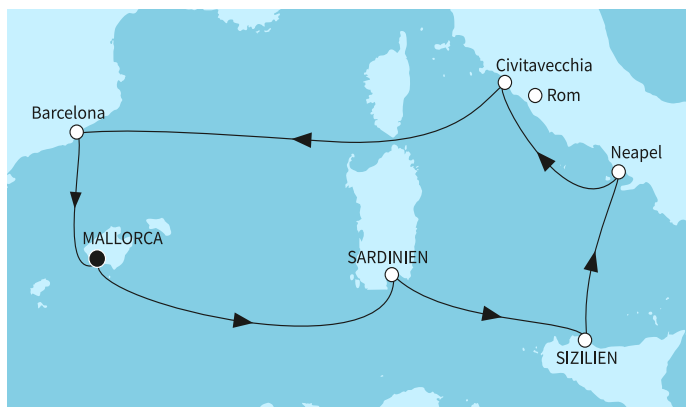 Civitavecchia
Rom
Barcelona
Neapel
MALLORCA
SARDINIEN
SIZILIEN